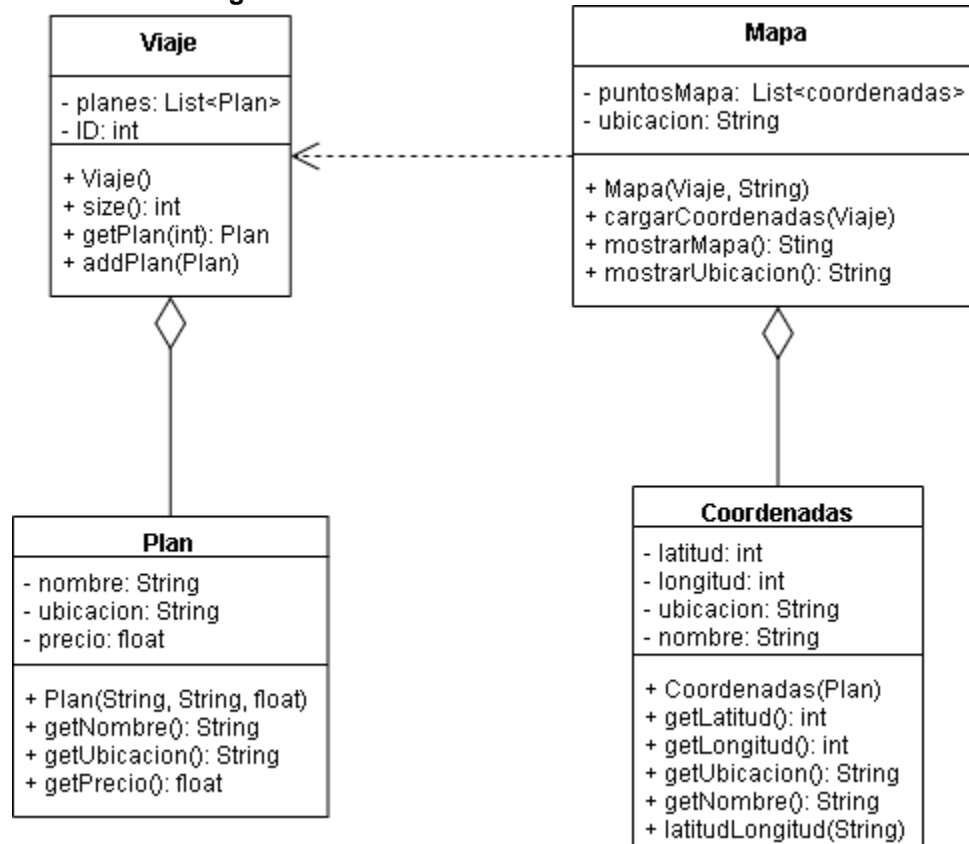 Viaje
- planes: List<Plan>
- ID: int
+ Viaje()
+ size(): int
+ getPlan(int): Plan
+ addPlan(Plan)
Mapa
- puntosMapa: List<coordenadas>
- ubicacion: String
+ Mapa(Viaje, String)
+ cargarCoordenadas(Viaje)
+ mostrarMapa(): Sting
+ mostrarUbicacion(): String
Plan
- nombre: String
- ubicacion: String
- precio: float
+ Plan(String, String, float)
+ getNombre(): String
+ getUbicacion(): String
+ getPrecio(): float
Coordenadas
- latitud: int
- longitud: int
- ubicacion: String
- nombre: String
+ Coordenadas(Plan)
+ getLatitud(): int
+ getLongitud(): int
+ getUbicacion(): String
+ getNombre(): String
+ latitudLongitud(String)